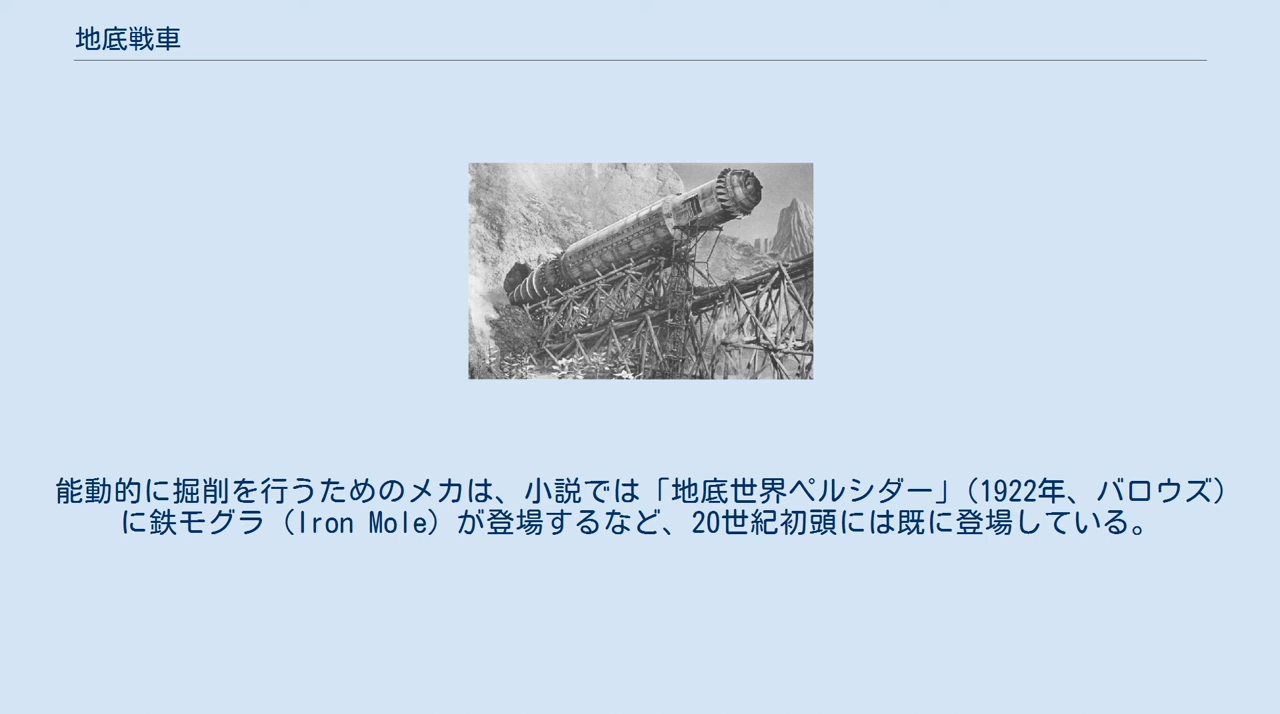 地底戦車
能動的に掘削を行うためのメカは、小説では「地底世界ペルシダー」（1922年、バロウズ）
に鉄モグラ（Iron Mole）が登場するなど、20世紀初頭には既に登場している。